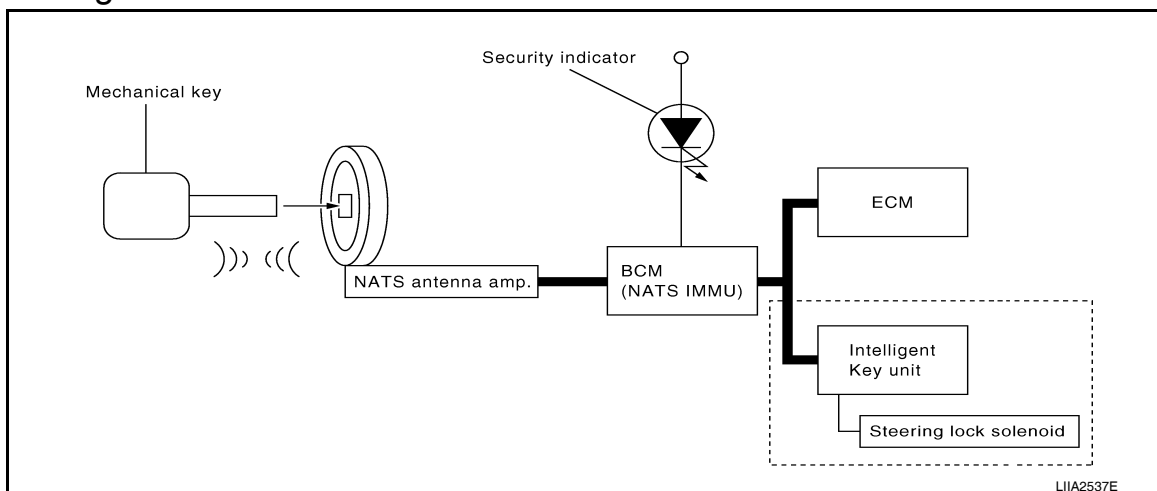 Security indicator
Mechanical key
ECM
NATS antenna amp.
BCM
(NATS IMMU)
Intelligent
Key unit
Steering lock solenoid
LIIA2537E